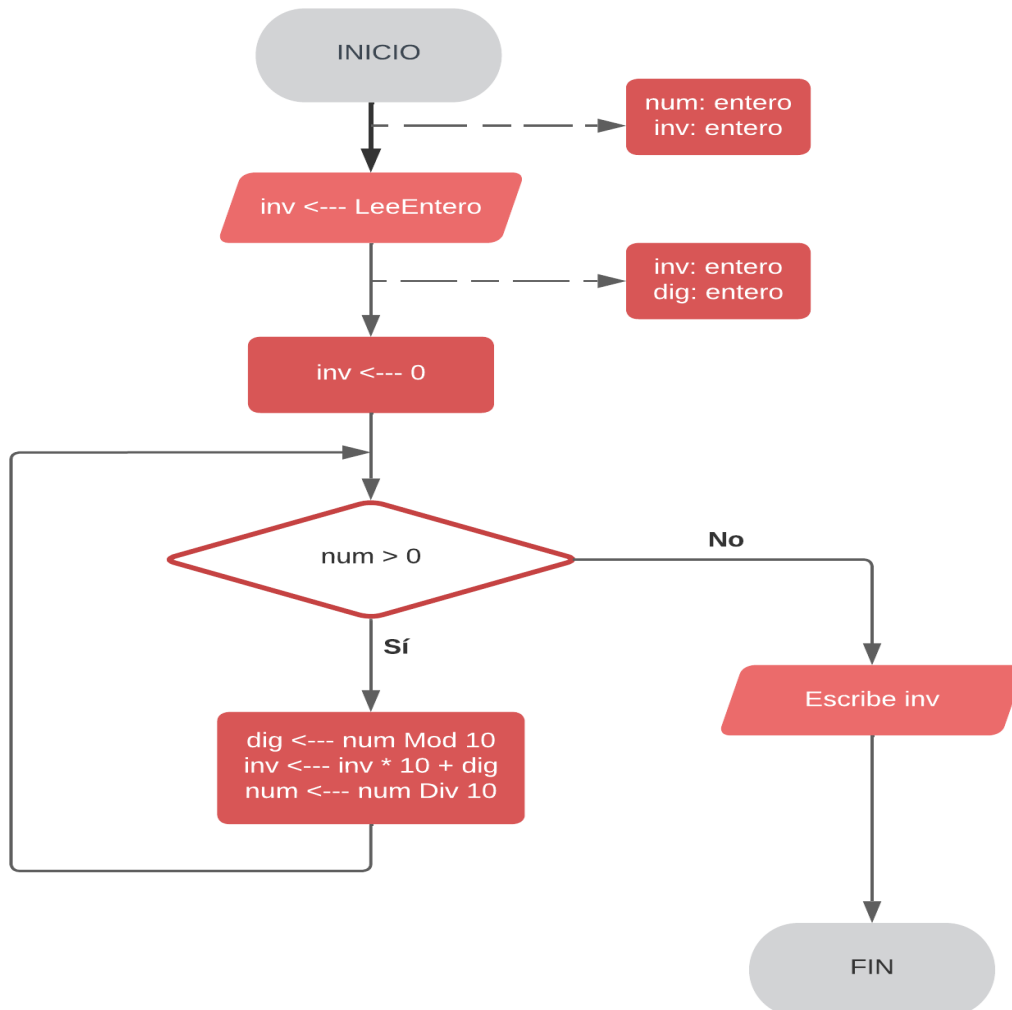 INICIO
num: entero
inv: entero
inv <--- LeeEntero
inv: entero
dig: entero
inv <--- 0
num > 0
No
Sí
Escribe inv
dig <--- num Mod 10
inv <--- inv * 10 + dig
num <--- num Div 10
FIN